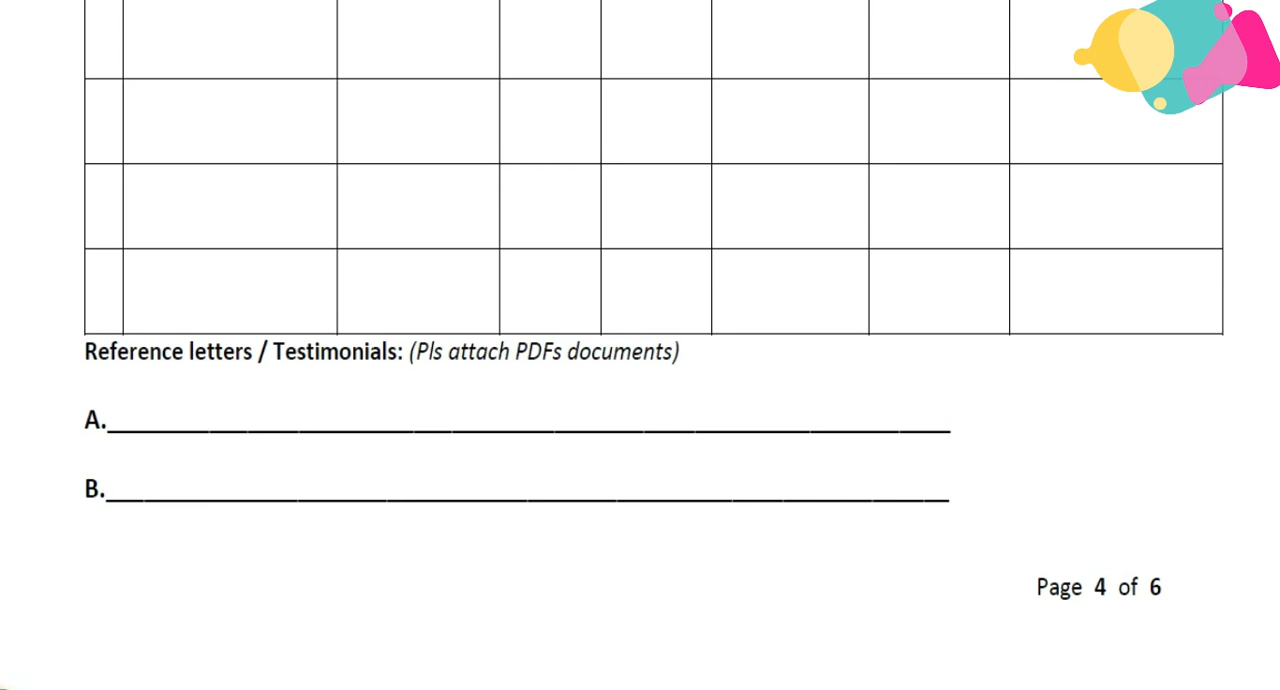 Reference letters / Testimonials: (Pls attach PDFs documents)
A.
B.
Page 4 of 6